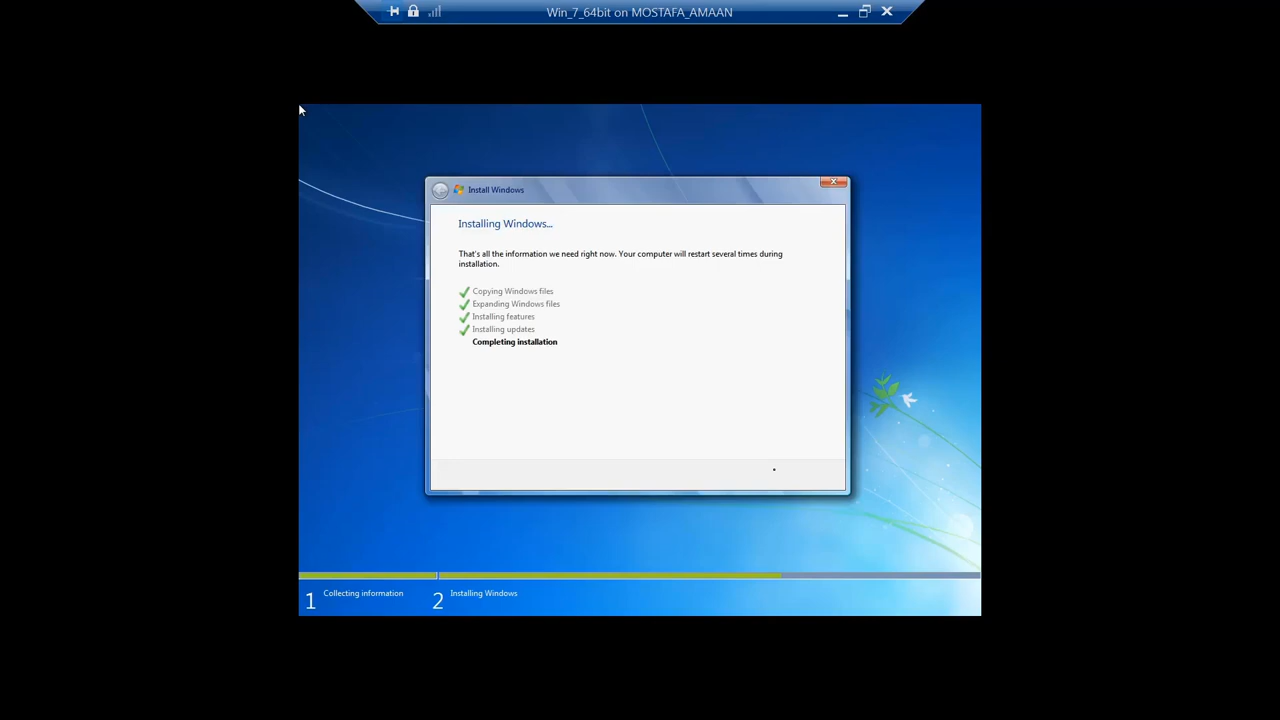 Win_7_64bit on MOSTAFA_AMAAN
Install Windows
Installing Windows...
That's all the information we need right now. Your computer will restart several times during
installation.
Copying Windows files
Expanding Windows files
Installing features
Installing updates
Completing installation
1 Collecting information 2 Installing Windows